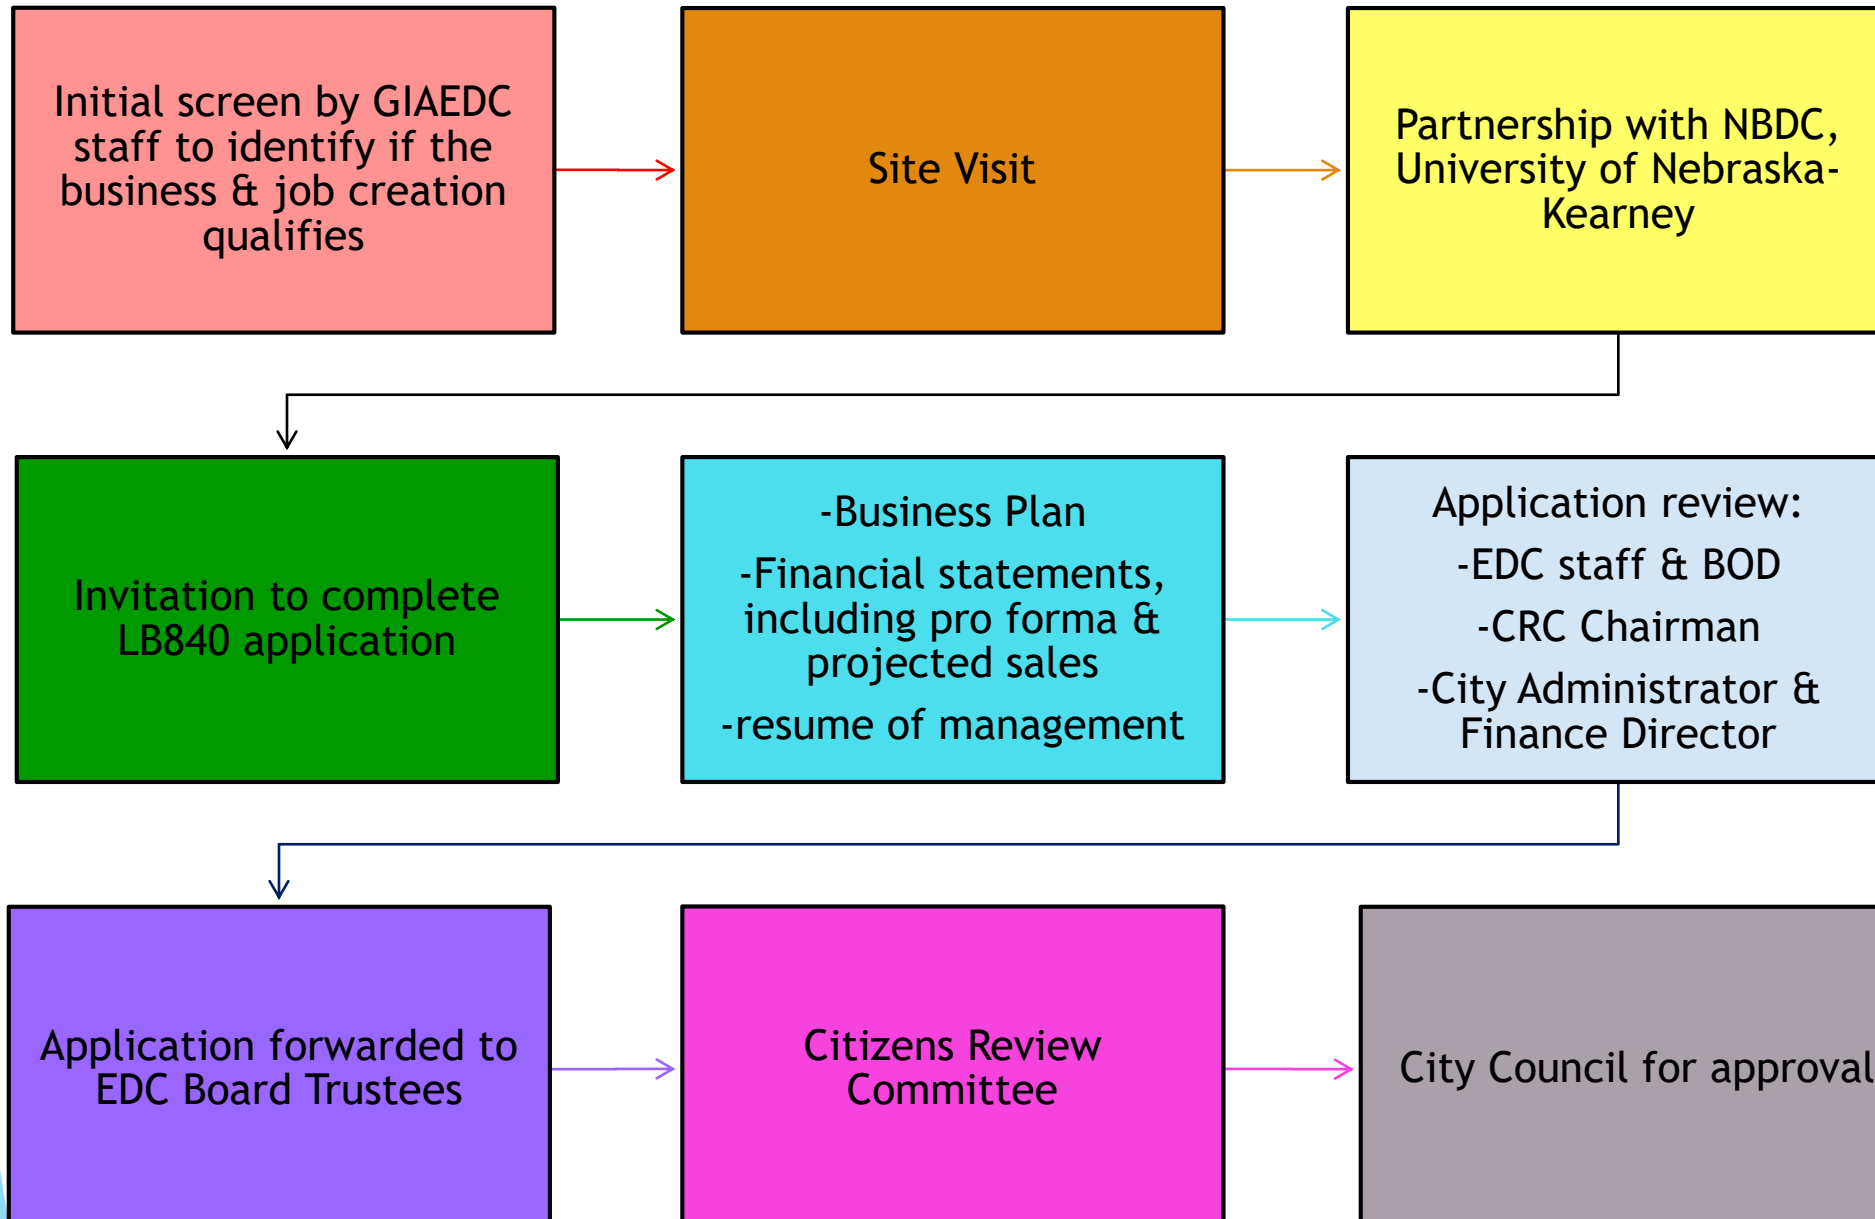 Initial screen by GIAEDC
staff to identify if the
business & job creation
qualifies
Site Visit
Partnership with NBDC,
University of Nebraska-
Kearney
Invitation to complete
LB840 application
-Business Plan
-Financial statements,
including pro forma &
projected sales
-resume of management
Application review:
-EDC staff & BOD
-CRC Chairman
-City Administrator &
Finance Director
Application forwarded to
EDC Board Trustees
Citizens Review
Committee
City Council for approval